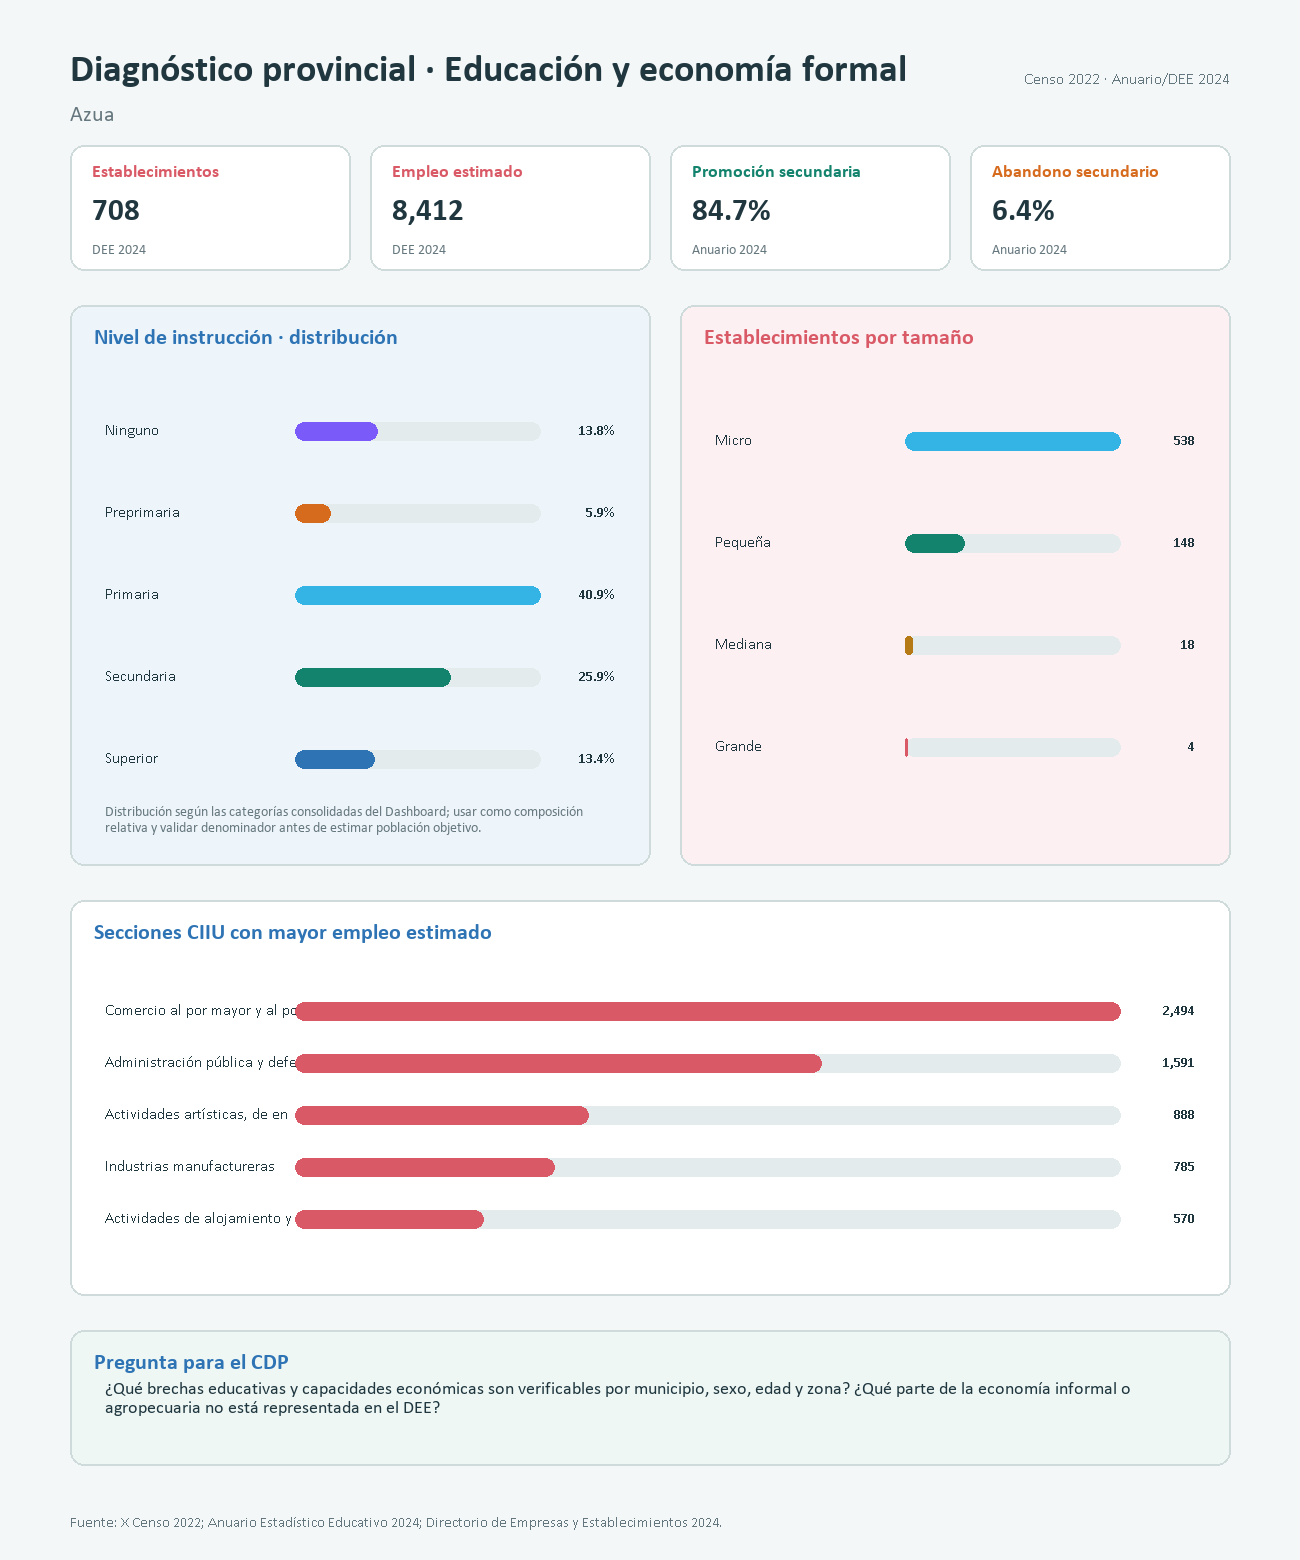 Diagnóstico provincial · Educación y economía formal
Censo 2022 · Anuario/DEE 2024
Azua
Establecimientos
708
DEE 2024
Empleo estimado
8,412
DEE 2024
Promoción secundaria
84.7%
Anuario 2024
Abandono secundario
6.4%
Anuario 2024
Nivel de instrucción · distribución
Ninguno 13.8%
Preprimaria 5.9%
Primaria 40.9%
Secundaria 25.9%
Superior 13.4%
Distribución según las categorías consolidadas del Dashboard; usar como composición
relativa y validar denominador antes de estimar población objetivo.
Establecimientos por tamaño
Micro 538
Pequeña 148
Mediana 18
Grande 4
Secciones CIIU con mayor empleo estimado
Comercio al por mayor y al po 2,494
Administración pública y defe 1,591
Actividades artísticas, de en 888
Industrias manufactureras 785
Actividades de alojamiento y 570
Pregunta para el CDP
¿Qué brechas educativas y capacidades económicas son verificables por municipio, sexo, edad y zona? ¿Qué parte de la economía informal o
agropecuaria no está representada en el DEE?
Fuente: X Censo 2022; Anuario Estadístico Educativo 2024; Directorio de Empresas y Establecimientos 2024.